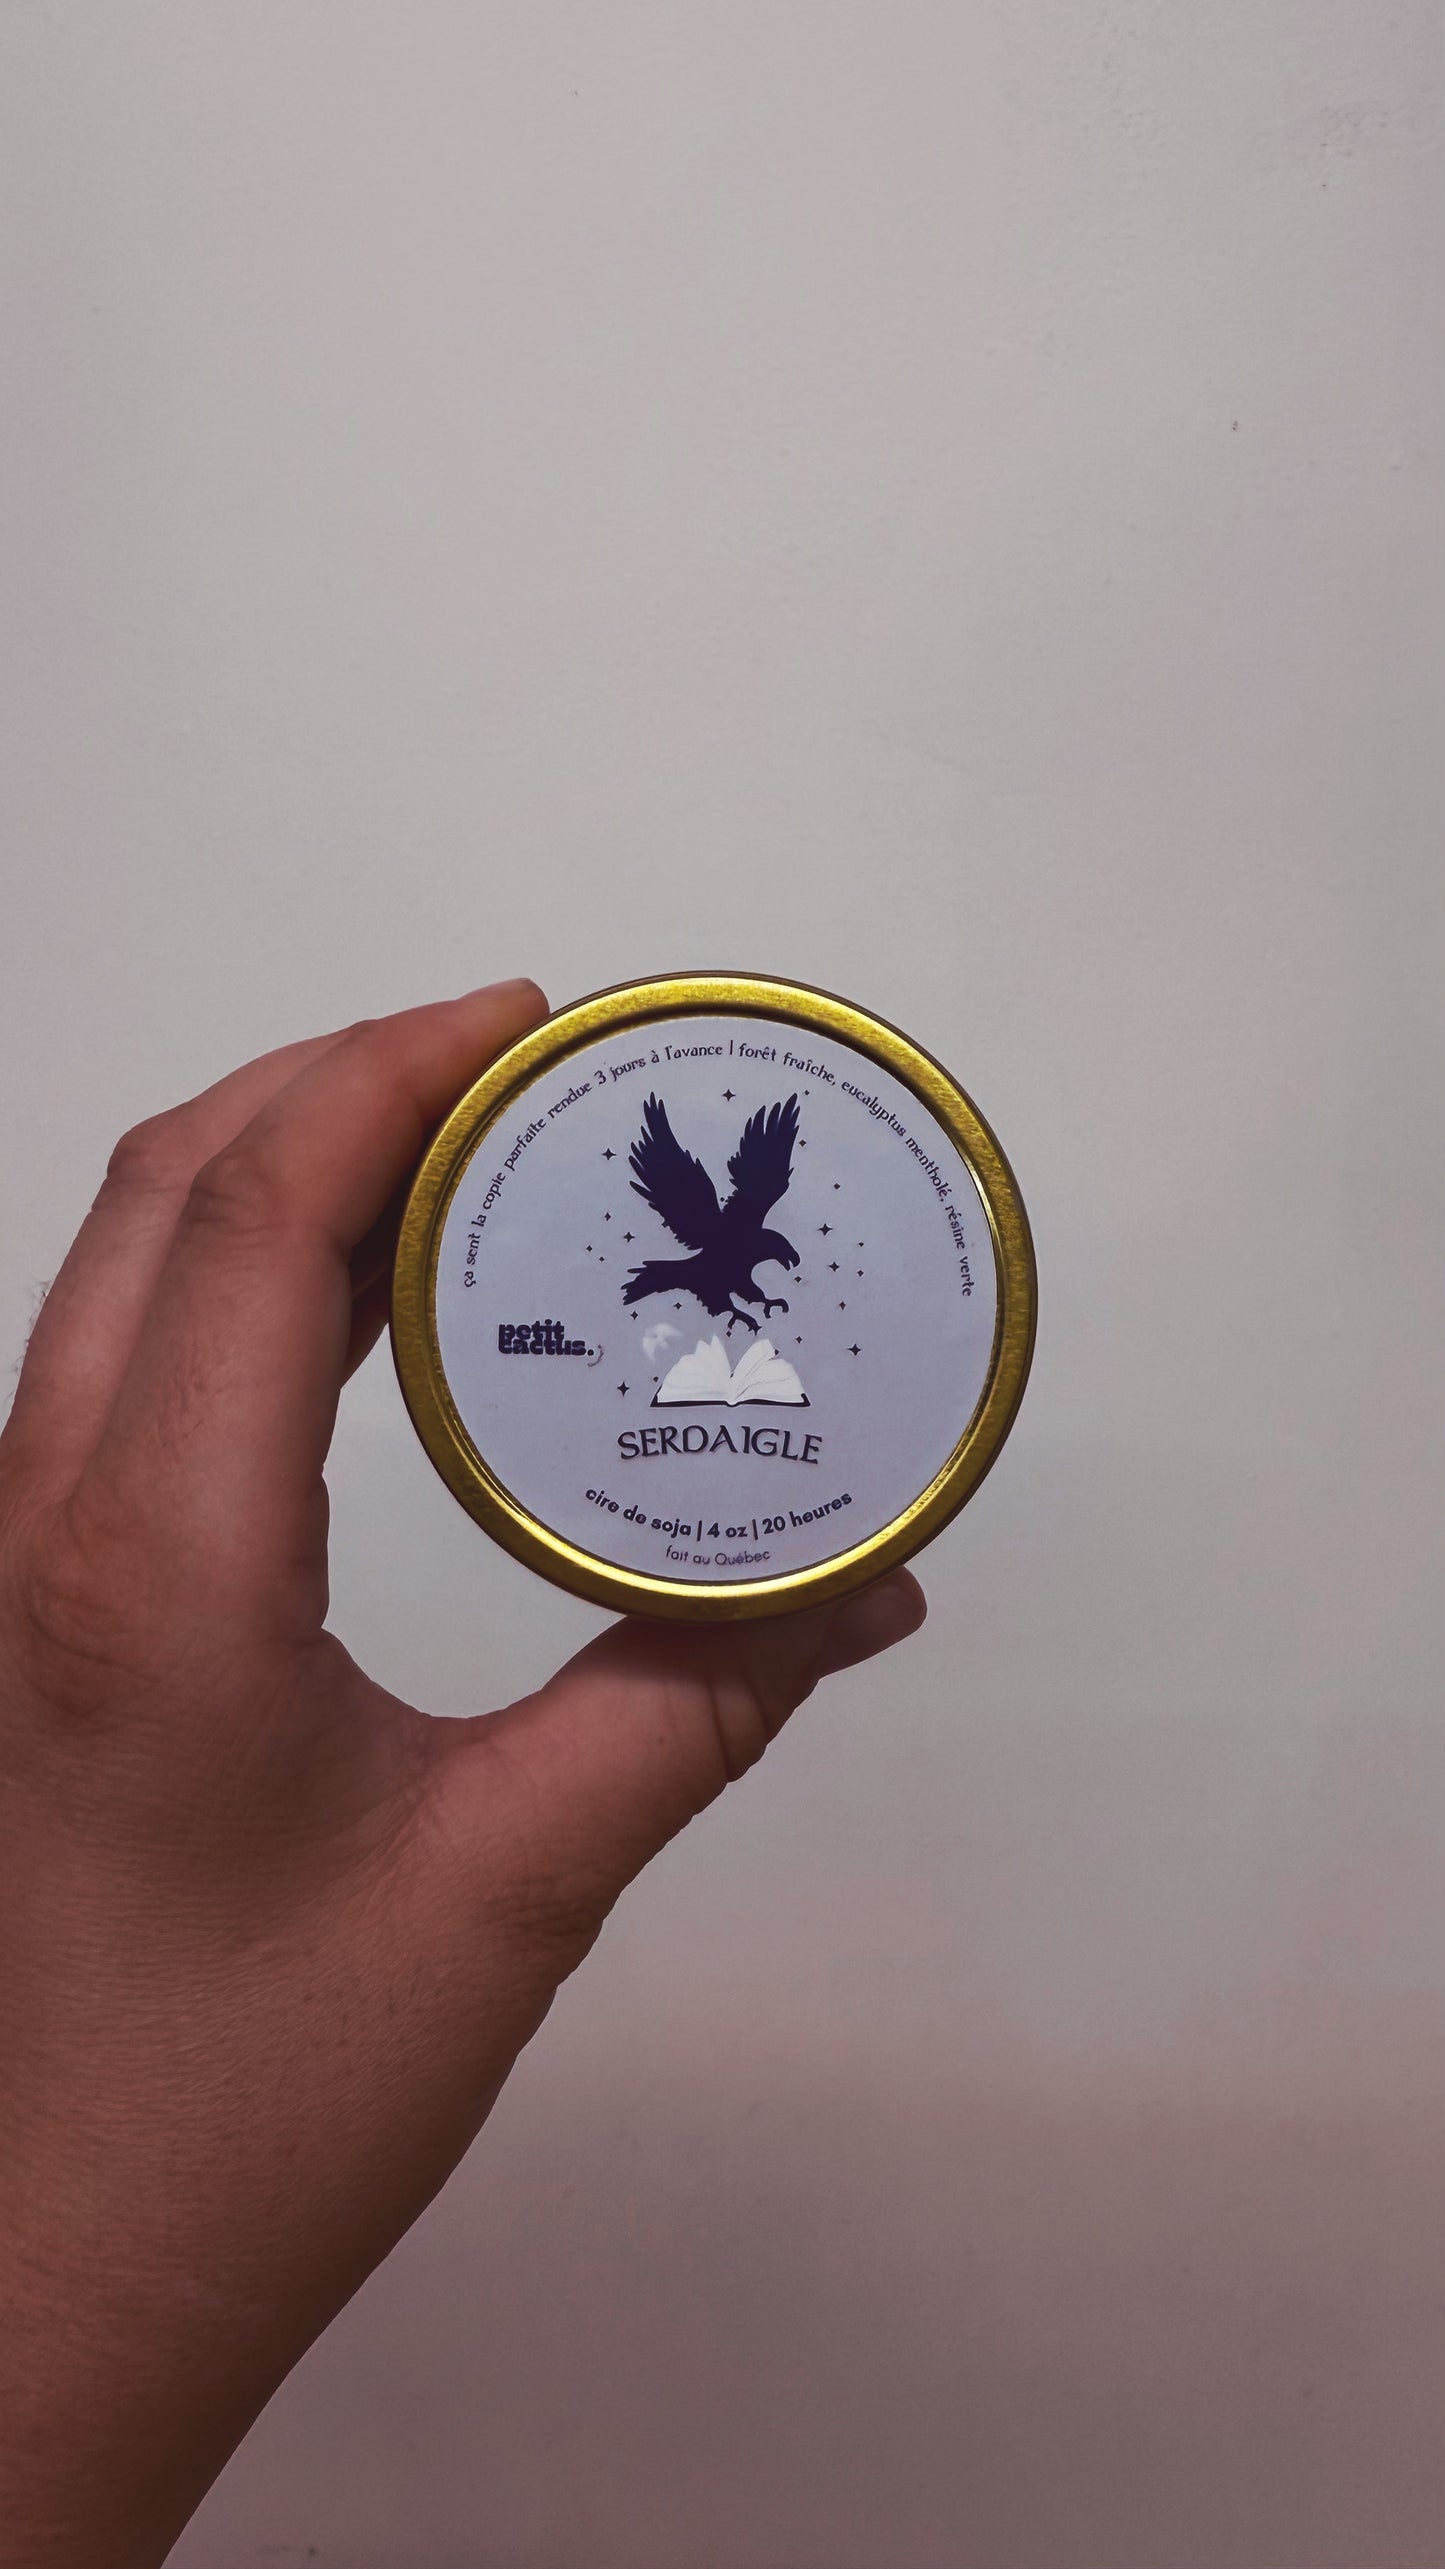 ça sent la copie parfaite rendue 3 jours à l'avance | forêt fraîche, eucalyptus mentholé, résine verte
petit
cactus.
SERDAIGLE
cire de soja | 4 oz | 20 heures
fait au Québec